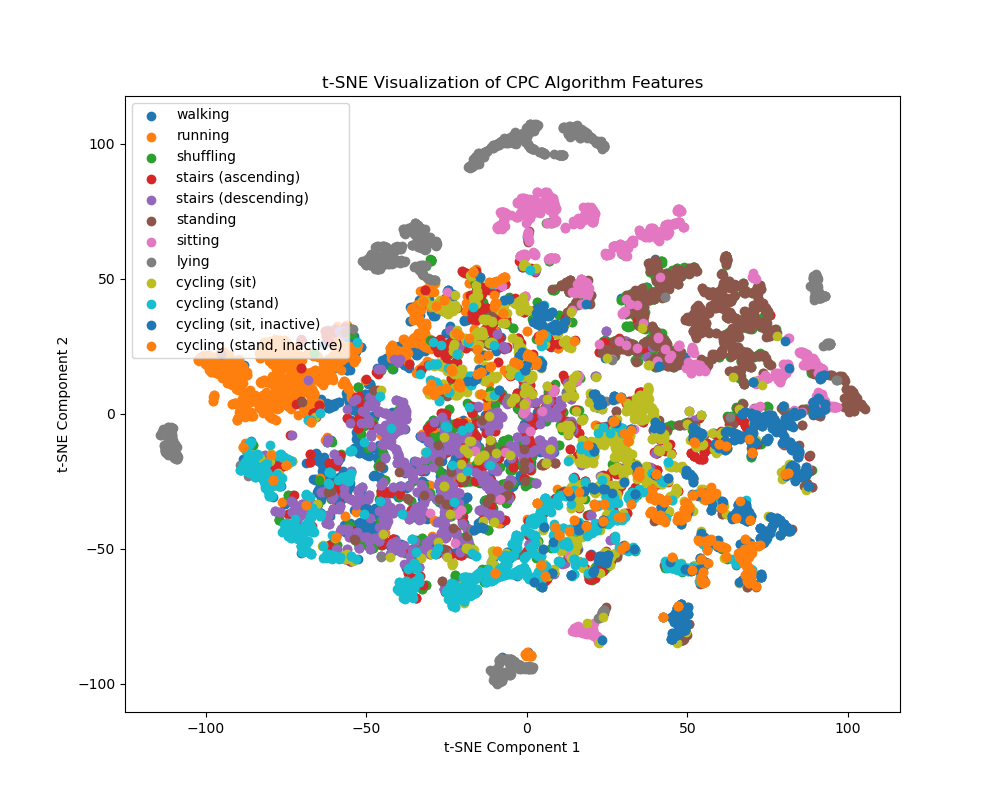 t-SNE Visualization of CPC Algorithm Features
walking
running
shuffling
stairs (ascending)
stairs (descending)
standing
sitting
lying
cycling (sit)
cycling (stand)
cycling (sit, inactive)
cycling (stand, inactive)
100
50
0
−50
−100
t-SNE Component 2
−100
−50
0
50
100
t-SNE Component 1